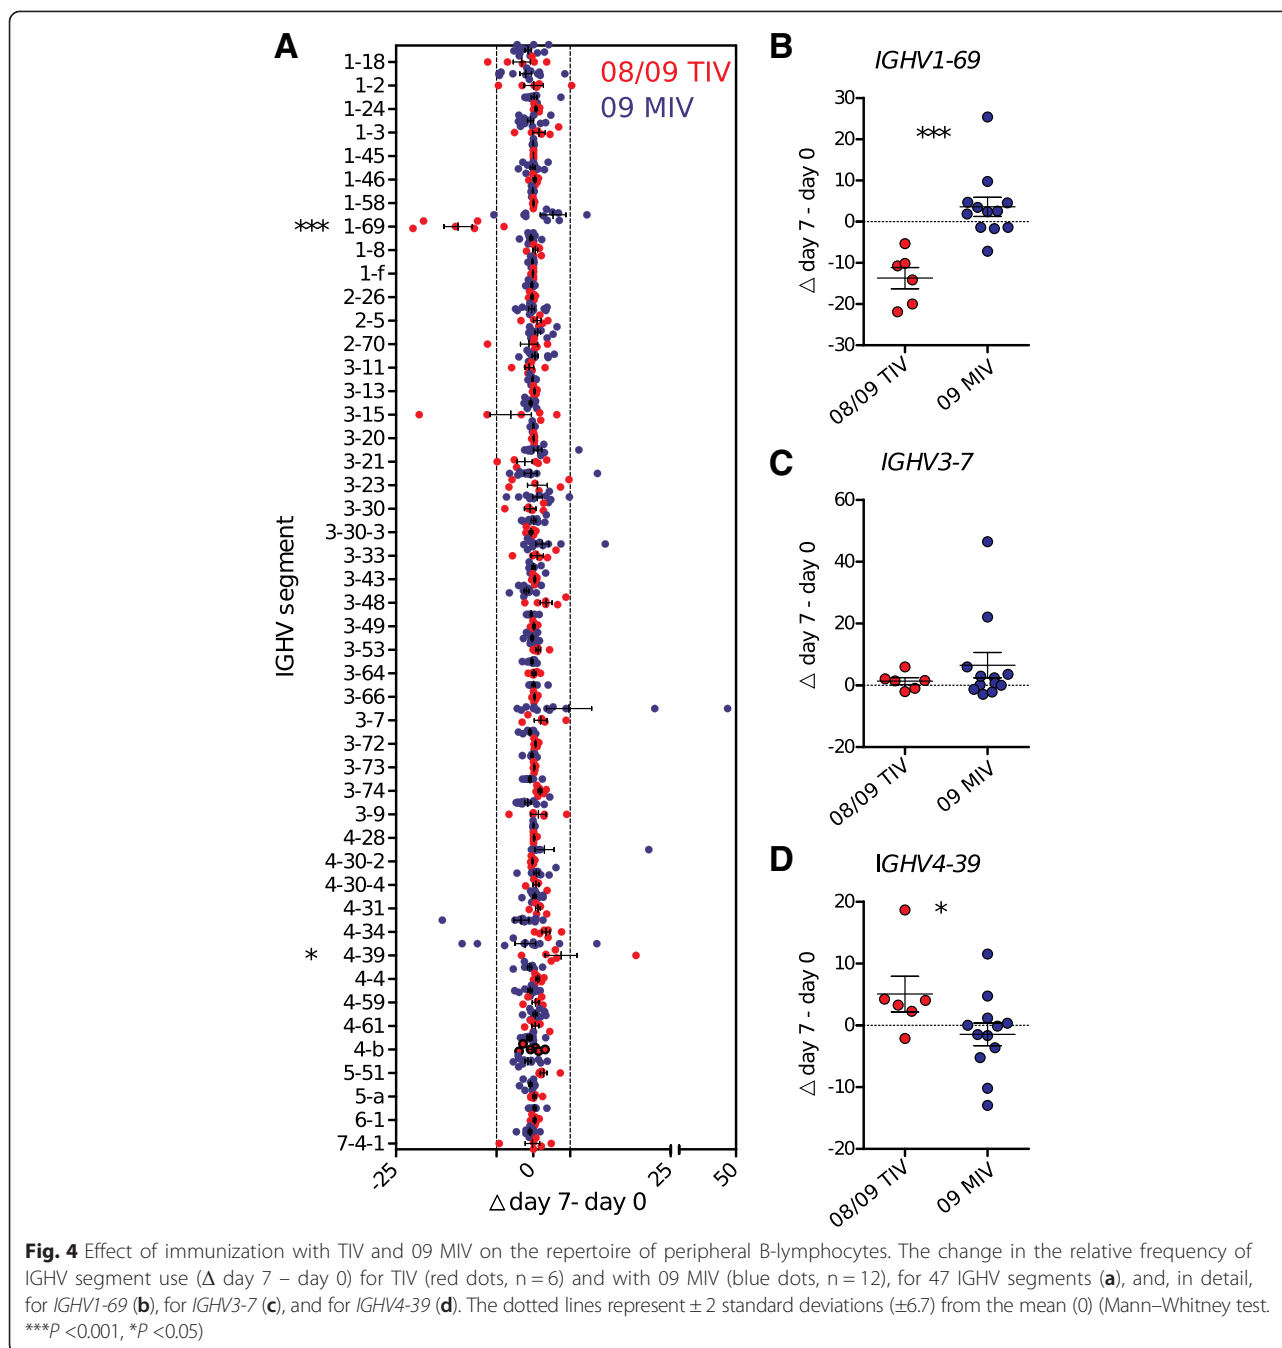 A
IGHV segment
08/09 TIV
09 MIV
1-18
1-2
1-24
1-3
1-45
1-46
1-58
*** 1-69
1-8
1-f
2-26
2-5
2-70
3-11
3-13
3-15
3-20
3-21
3-23
3-30
3-30-3
3-33
3-43
3-48
3-49
3-53
3-64
3-66
3-7
3-72
3-73
3-74
3-9
4-28
4-30-2
4-30-4
4-31
4-34
* 4-39
4-4
4-59
4-61
4-b
5-51
5-a
6-1
7-4-1
-25 0 25 50
△ day 7- day 0
B
IGHV1-69
△ day 7 - day 0
30
20
10
0
-10
-20
-30
***
08/09 TIV
09 MIV
C
IGHV3-7
△ day 7 - day 0
60
40
20
0
-20
08/09 TIV
09 MIV
D
IGHV4-39
△ day 7 - day 0
20
10
0
-10
-20
*
08/09 TIV
09 MIV
Fig. 4 Effect of immunization with TIV and 09 MIV on the repertoire of peripheral B-lymphocytes. The change in the relative frequency of
IGHV segment use (Δ day 7 – day 0) for TIV (red dots, n = 6) and with 09 MIV (blue dots, n = 12), for 47 IGHV segments (a), and, in detail,
for IGHV1-69 (b), for IGHV3-7 (c), and for IGHV4-39 (d). The dotted lines represent ± 2 standard deviations (±6.7) from the mean (0) (Mann–Whitney test.
***P <0.001, *P <0.05)